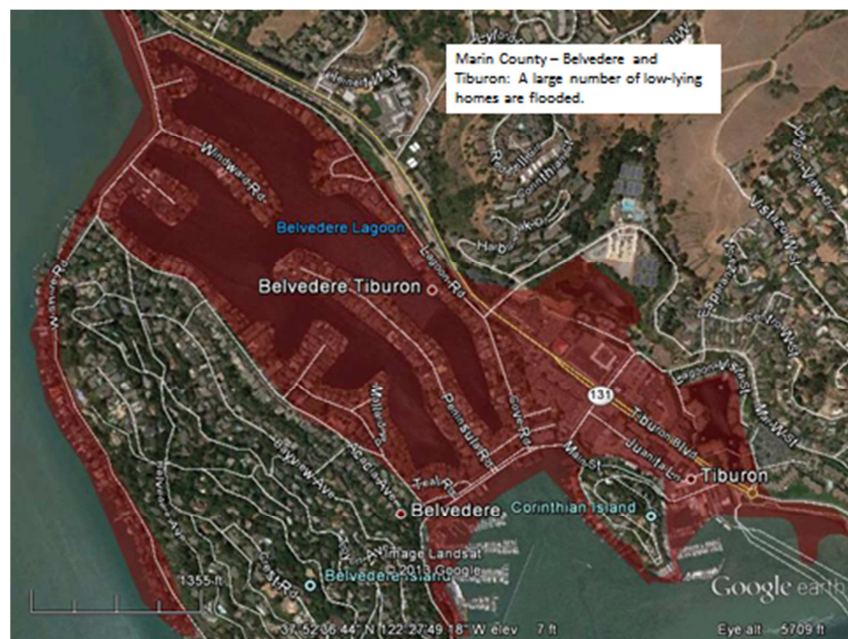 Marin County – Belvedere and
Tiburon: A large number of low-lying
homes are flooded.
Windward Rd
Belvedere Lagoon
Lagoon Rd
Belvedere Tiburon
131
Tiburon Blvd
Juanita Ln
Tiburon
Main St
Cove Rd
Peninsula Rd
Mallard Rd
Teal Rd
Acacia Ave
Bayview Ave
Belvedere
Corinthian Island
Belvedere Island
Image Landsat
© 2013 Google
1355 ft
Google earth
37°52'36.44" N 122°27'49.18" W elev 7 ft
Eye alt 5709 ft